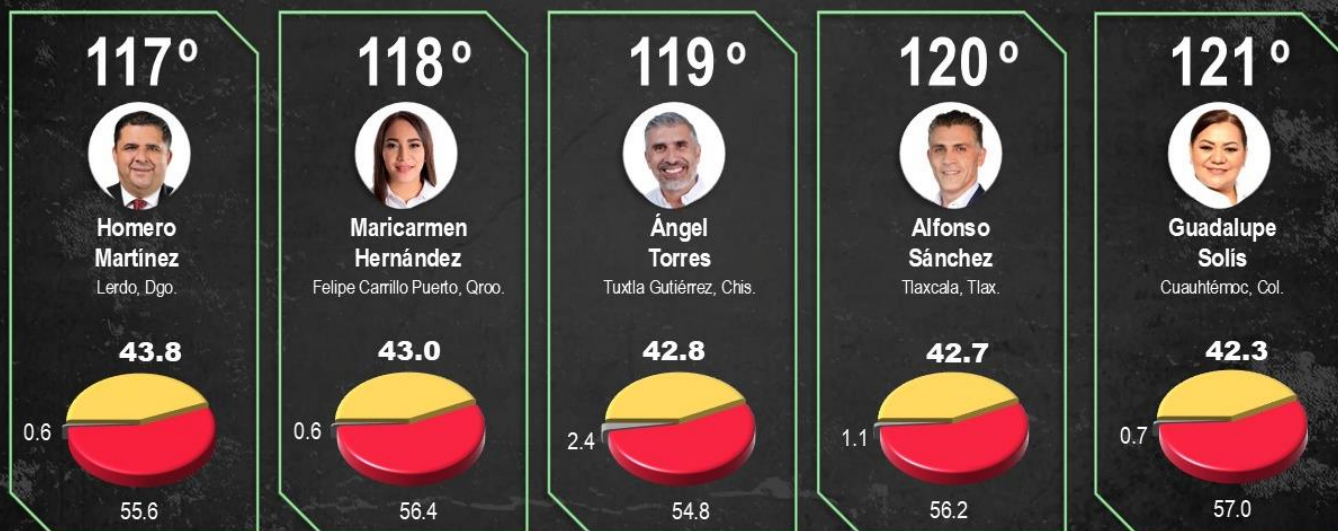 117º
Homero
Martínez
Lerdo, Dgo.
43.8
0.6
55.6
118º
Maricarmen
Hernández
Felipe Carrillo Puerto, Qroo.
43.0
0.6
56.4
119º
Ángel
Torres
Tuxtla Gutiérrez, Chis.
42.8
2.4
54.8
120º
Alfonso
Sánchez
Tlaxcala, Tlax.
42.7
1.1
56.2
121º
Guadalupe
Solís
Cuauhtémoc, Col.
42.3
0.7
57.0